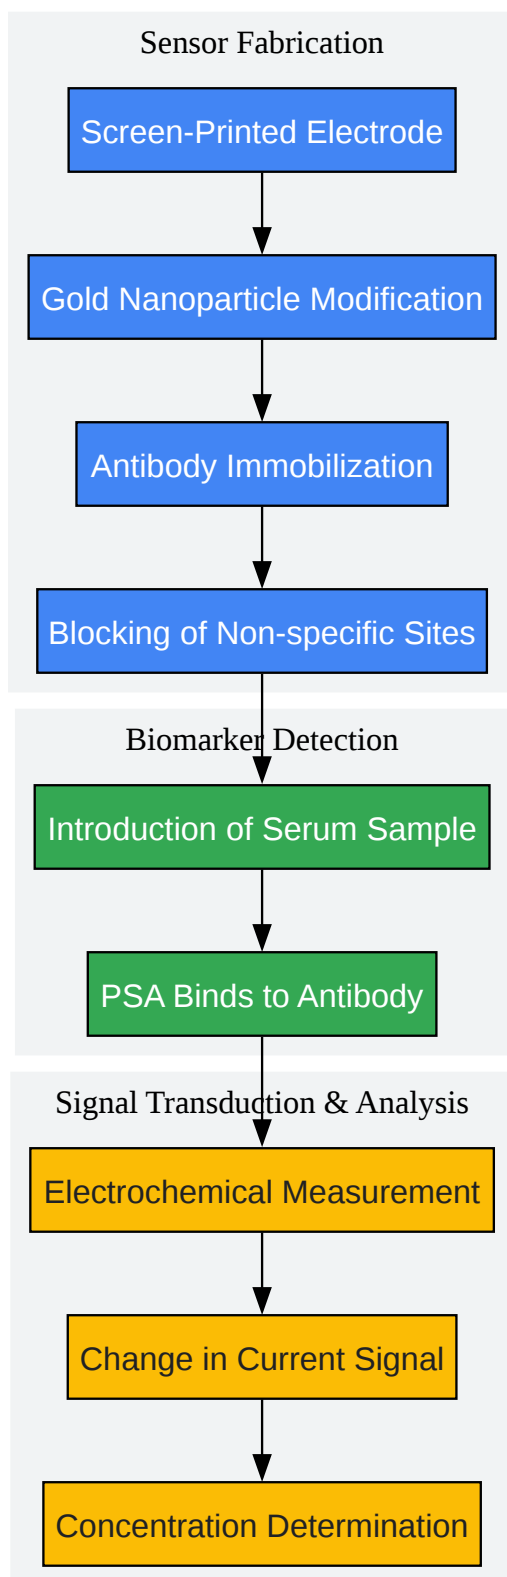 Sensor Fabrication
Screen-Printed Electrode
Gold Nanoparticle Modification
Antibody Immobilization
Blocking of Non-specific Sites
Biomarker Detection
Introduction of Serum Sample
PSA Binds to Antibody
Signal Transduction & Analysis
Electrochemical Measurement
Change in Current Signal
Concentration Determination